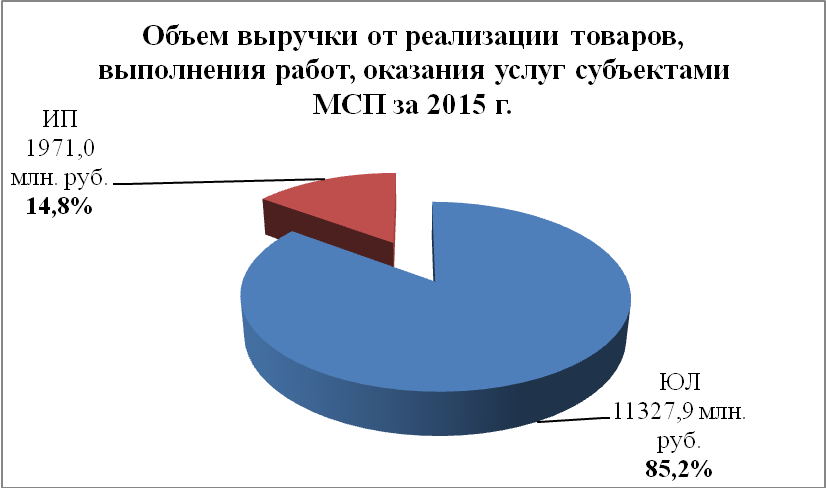 Объем выручки от реализации товаров,
выполнения работ, оказания услуг субъектами
МСП за 2015 г.
ИП
1971,0
млн. руб.
14,8%
ЮЛ
11327,9 млн.
руб.
85,2%